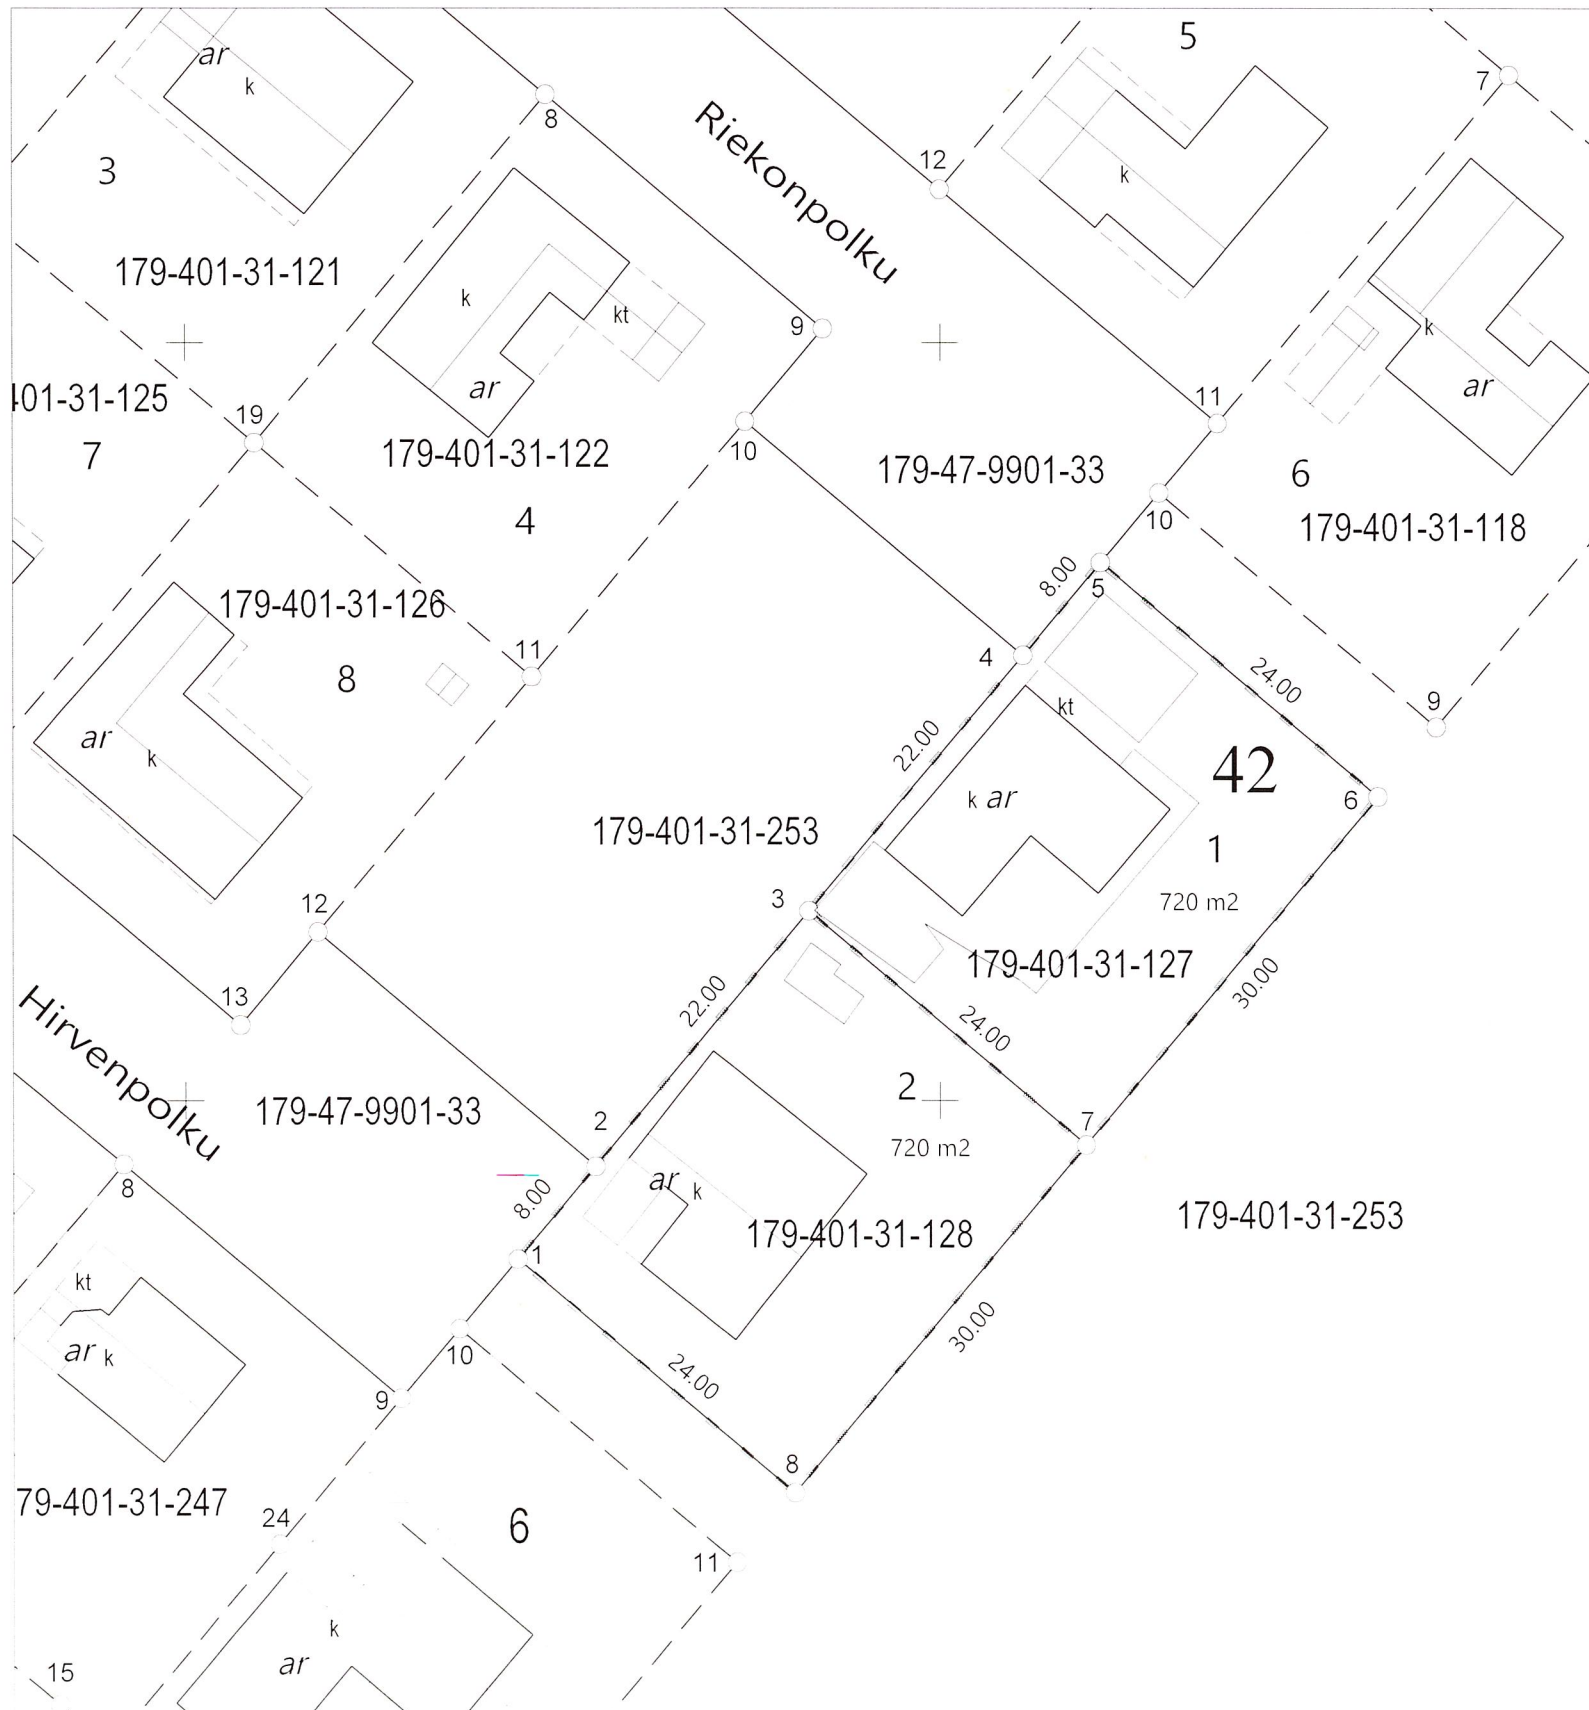 ar
k
5
7
8
Riekonpolku
12
3
k
179-401-31-121
k
kt
9
k
ar
ar
11
401-31-125
19
7
179-401-31-122
10
179-47-9901-33
6
10
179-401-31-118
4
8.00
5
179-401-31-126
11
4
24.00
8
kt
9
22.00
42
ar
k
k ar
6
179-401-31-253
1
3
720 m2
12
179-401-31-127
30.00
13
22.00
24.00
Hirvenpolku
2
179-47-9901-33
2
7
720 m2
ar k
8
8.00
179-401-31-128
179-401-31-253
1
kt
30.00
10
ar k
24.00
9
8
79-401-31-247
24
6
11
k
ar
15